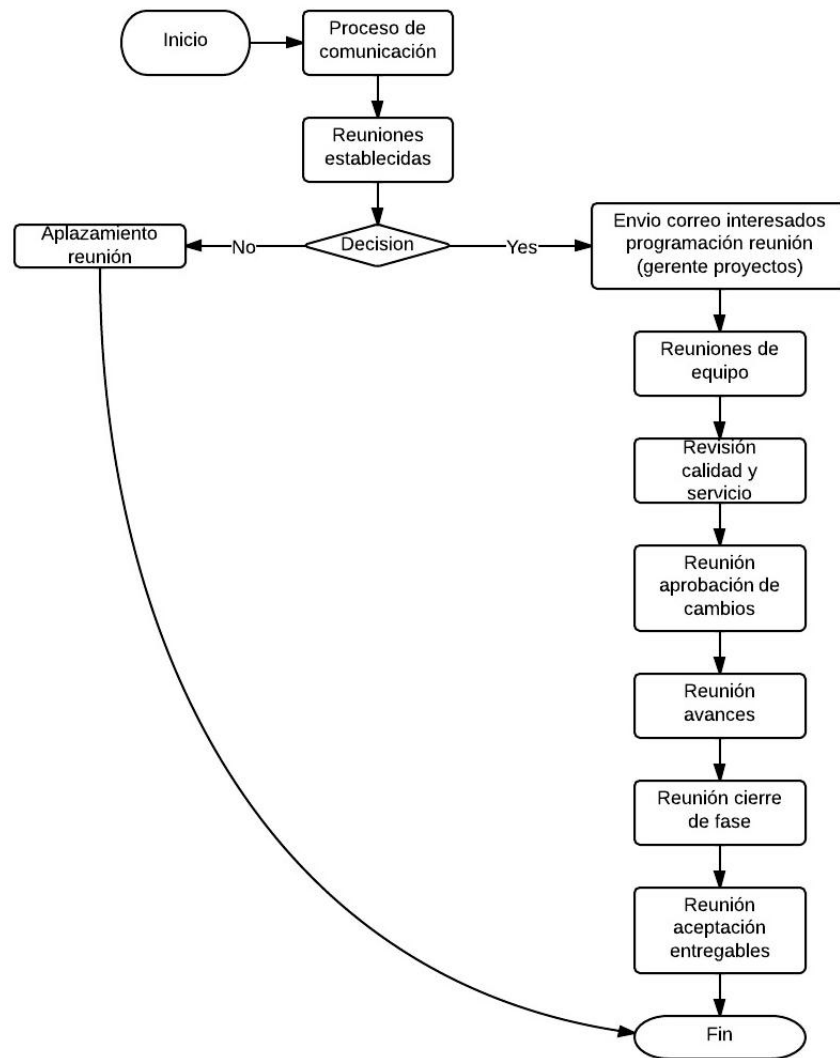 Inicio
Proceso de
comunicación
Reuniones
establecidas
Decision
No
Yes
Aplazamiento
reunión
Envio correo interesados
programación reunión
(gerente proyectos)
Reuniones de
equipo
Revisión
calidad y
servicio
Reunión
aprobación de
cambios
Reunión
avances
Reunión cierre
de fase
Reunión
aceptación
entregables
Fin